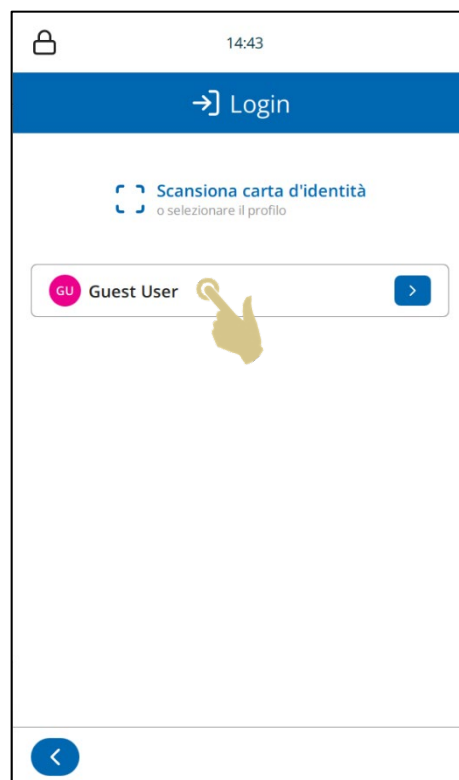 14:43
Login
Scansiona carta d'identità
o selezionare il profilo
GU Guest User